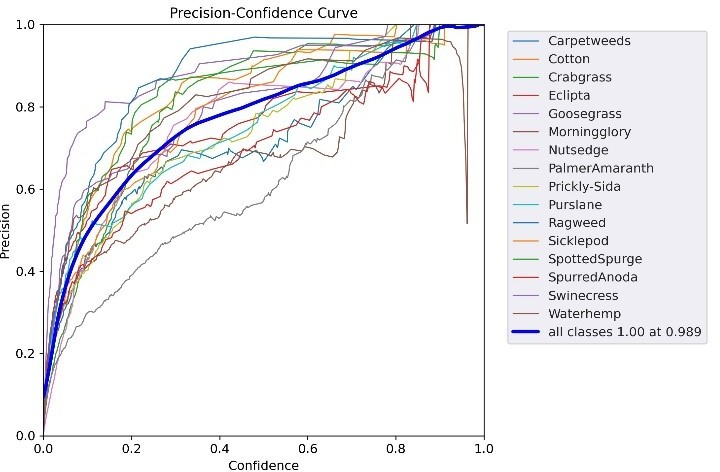 Precision-Confidence Curve
1.0
0.8
0.6
0.4
0.2
0.0
Precision
0.0 0.2 0.4 0.6 0.8 1.0
Confidence
Carpetweeds
Cotton
Crabgrass
Eclipta
Goosegrass
Morningglory
Nutsedge
PalmerAmaranth
Prickly-Sida
Purslane
Ragweed
Sicklepod
SpottedSpurge
SpurredAnoda
Swinecress
Waterhemp
all classes 1.00 at 0.989